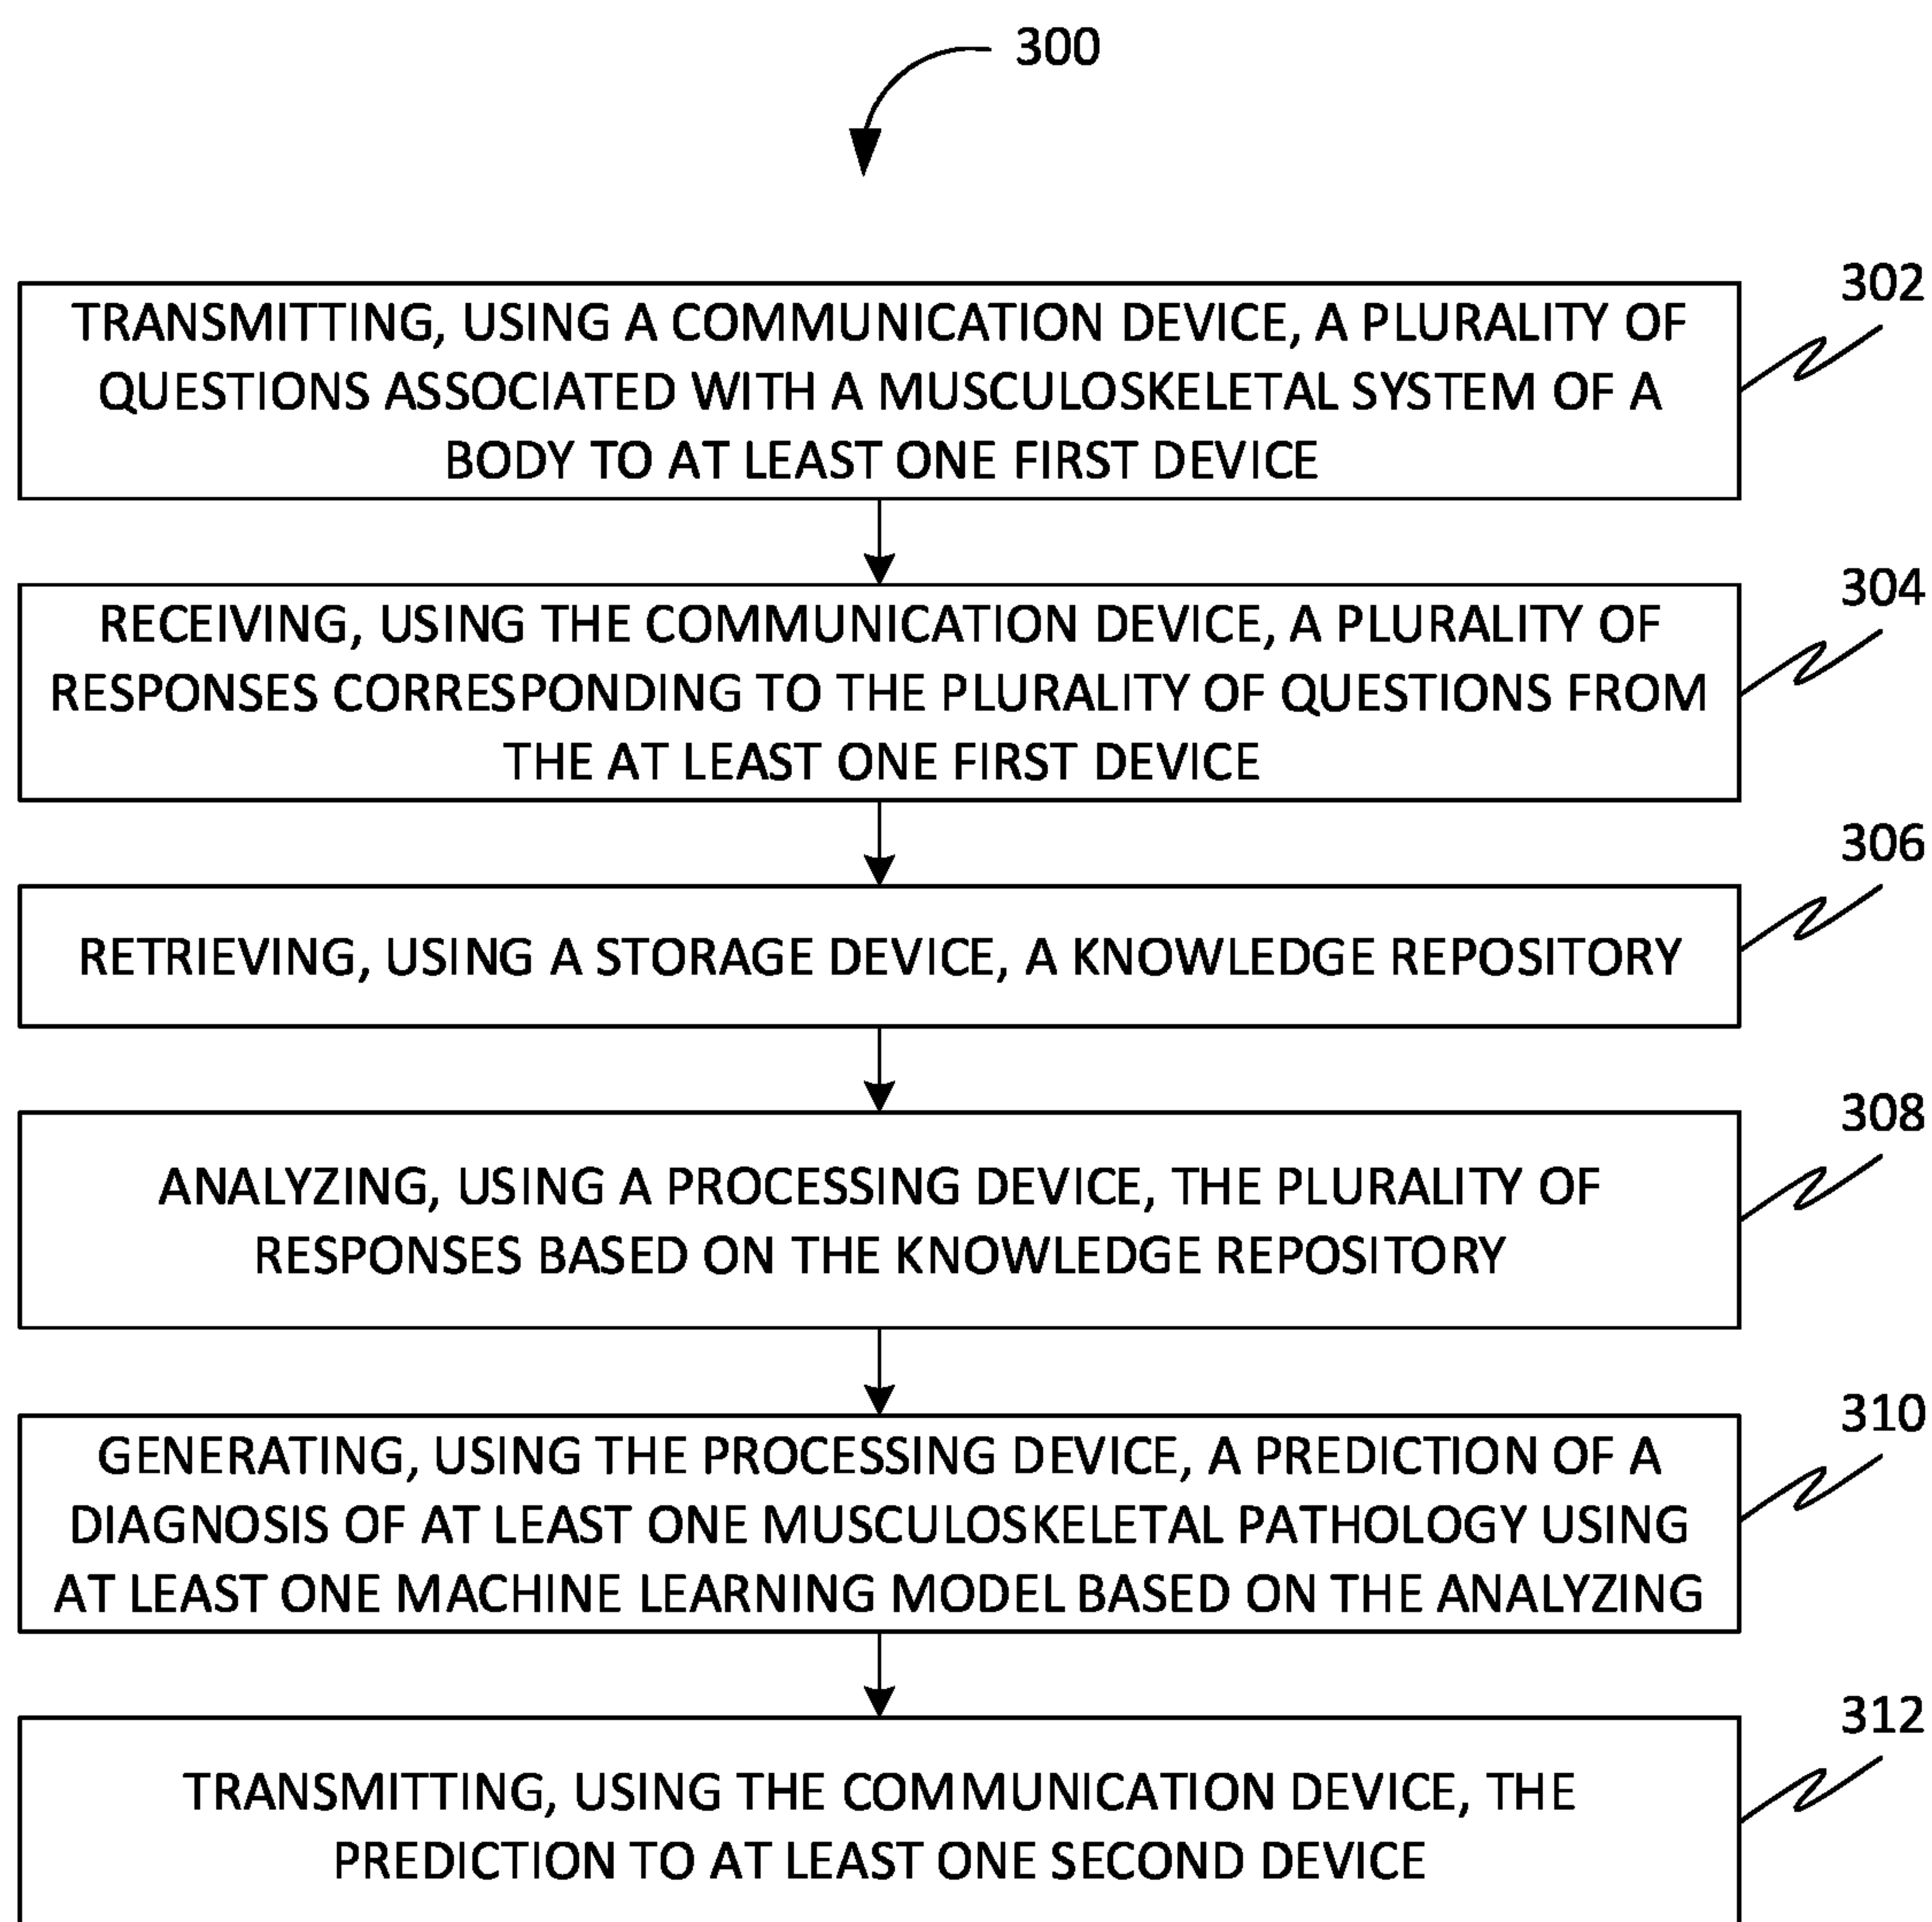 300
302
TRANSMITTING, USING A COMMUNICATION DEVICE, A PLURALITY OF
QUESTIONS ASSOCIATED WITH A MUSCULOSKELETAL SYSTEM OF A
BODY TO AT LEAST ONE FIRST DEVICE
304
RECEIVING, USING THE COMMUNICATION DEVICE, A PLURALITY OF
RESPONSES CORRESPONDING TO THE PLURALITY OF QUESTIONS FROM
THE AT LEAST ONE FIRST DEVICE
306
RETRIEVING, USING A STORAGE DEVICE, A KNOWLEDGE REPOSITORY
308
ANALYZING, USING A PROCESSING DEVICE, THE PLURALITY OF
RESPONSES BASED ON THE KNOWLEDGE REPOSITORY
310
GENERATING, USING THE PROCESSING DEVICE, A PREDICTION OF A
DIAGNOSIS OF AT LEAST ONE MUSCULOSKELETAL PATHOLOGY USING
AT LEAST ONE MACHINE LEARNING MODEL BASED ON THE ANALYZING
312
TRANSMITTING, USING THE COMMUNICATION DEVICE, THE
PREDICTION TO AT LEAST ONE SECOND DEVICE